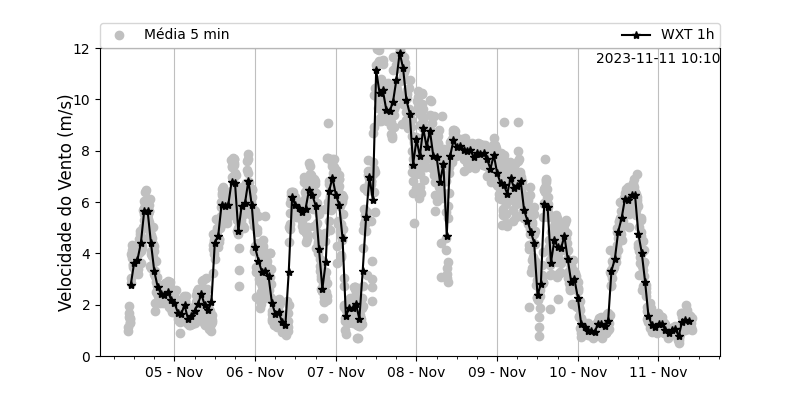 Média 5 min
WXT 1h
2023-11-11 10:10
Velocidade do Vento (m/s)
12
10
8
6
4
2
0
05 - Nov
06 - Nov
07 - Nov
08 - Nov
09 - Nov
10 - Nov
11 - Nov